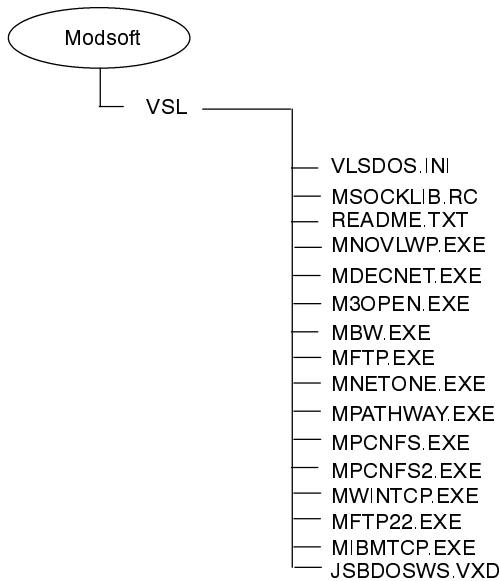 Modsoft
VSL
VLSDOS.INI
MSOCKLIB.RC
README.TXT
MNOVLWP.EXE
MDECNET.EXE
M3OPEN.EXE
MBW.EXE
MFTP.EXE
MNETONE.EXE
MPATHWAY.EXE
MPCNFS.EXE
MPCNFS2.EXE
MWINTCP.EXE
MFTP22.EXE
MIBMTCP.EXE
JSBDOSWS.VXD